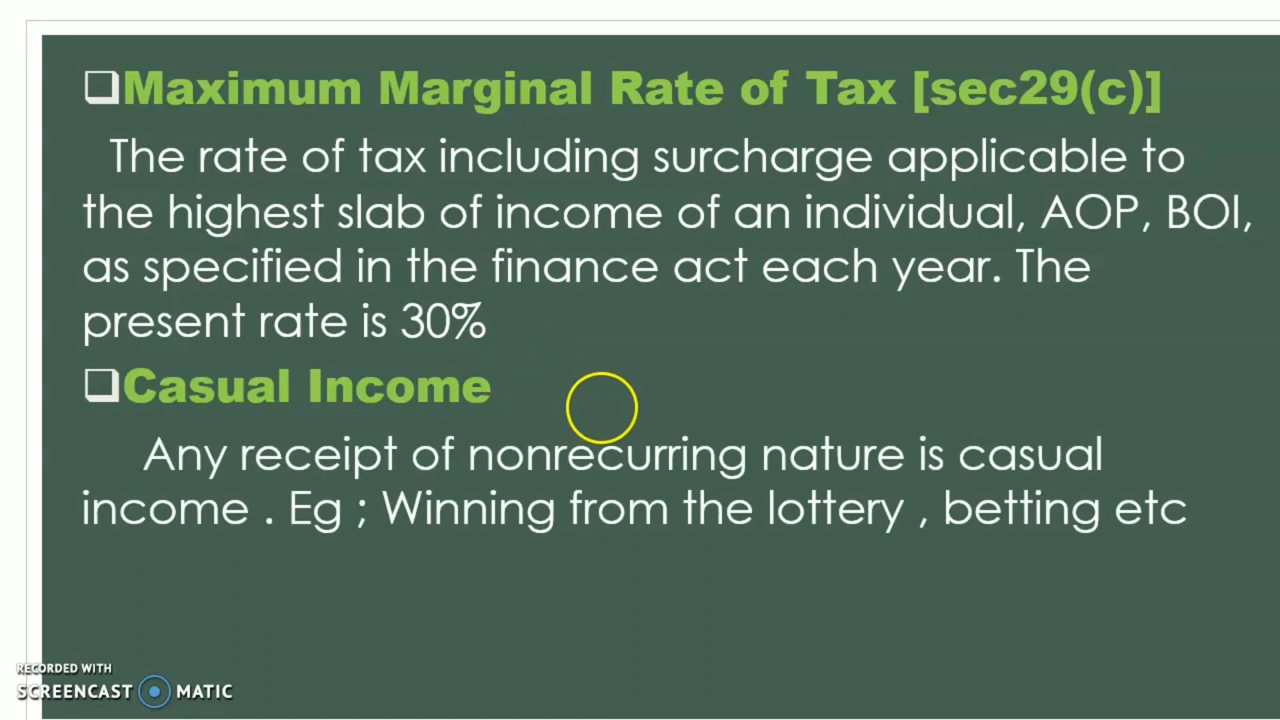 Maximum Marginal Rate of Tax [sec29(c)]
The rate of tax including surcharge applicable to
the highest slab of income of an individual, AOP, BOI,
as specified in the finance act each year. The
present rate is 30%
Casual Income
Any receipt of nonrecurring nature is casual
income . Eg ; Winning from the lottery , betting etc
RECORDED WITH
SCREENCAST MATIC